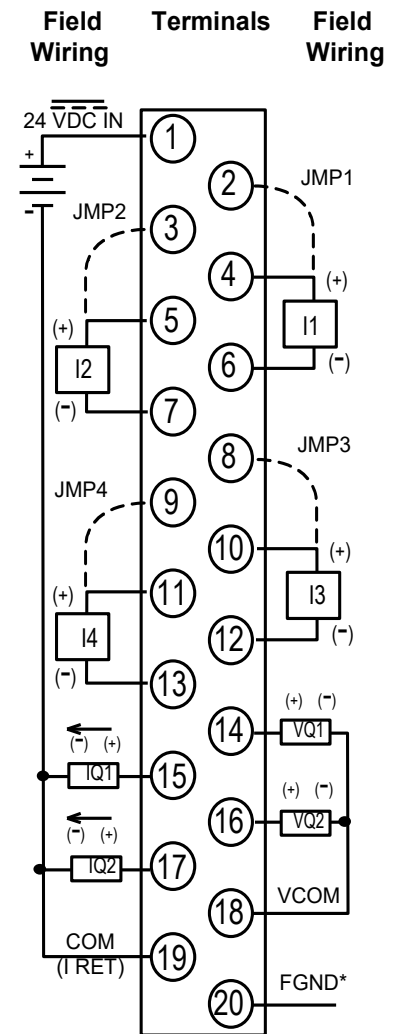 Field Wiring
Terminals
Field Wiring
24 VDC IN
1
+
-
2
JMP1
JMP2
3
4
(+)
5
(+)
I1
I2
6
(-)
7
(-)
8
JMP3
JMP4
9
10
(+)
11
(+)
I3
I4
12
(-)
13
(-)
14
(+) (-)
VQ1
(-) (+)
IQ1
15
(+) (-)
16
VQ2
(-) (+)
IQ2
17
18
VCOM
COM
(I RET)
19
20
FGND*